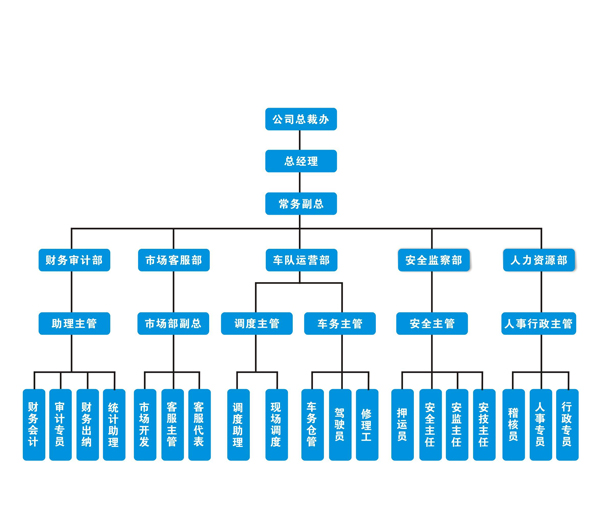 公司总裁办
总经理
常务副总
财务审计部
市场客服部
车队运营部
安全监察部
人力资源部
助理主管
市场部副总
调度主管
车务主管
安全主管
人事行政主管
财务会计
审计专员
财务出纳
统计助理
市场开发
客服主管
客服代表
调度助理
现场调度
车务仓管
驾驶员
修理工
押运员
安全主任
安监主任
安技主任
稽核员
人事专员
行政专员